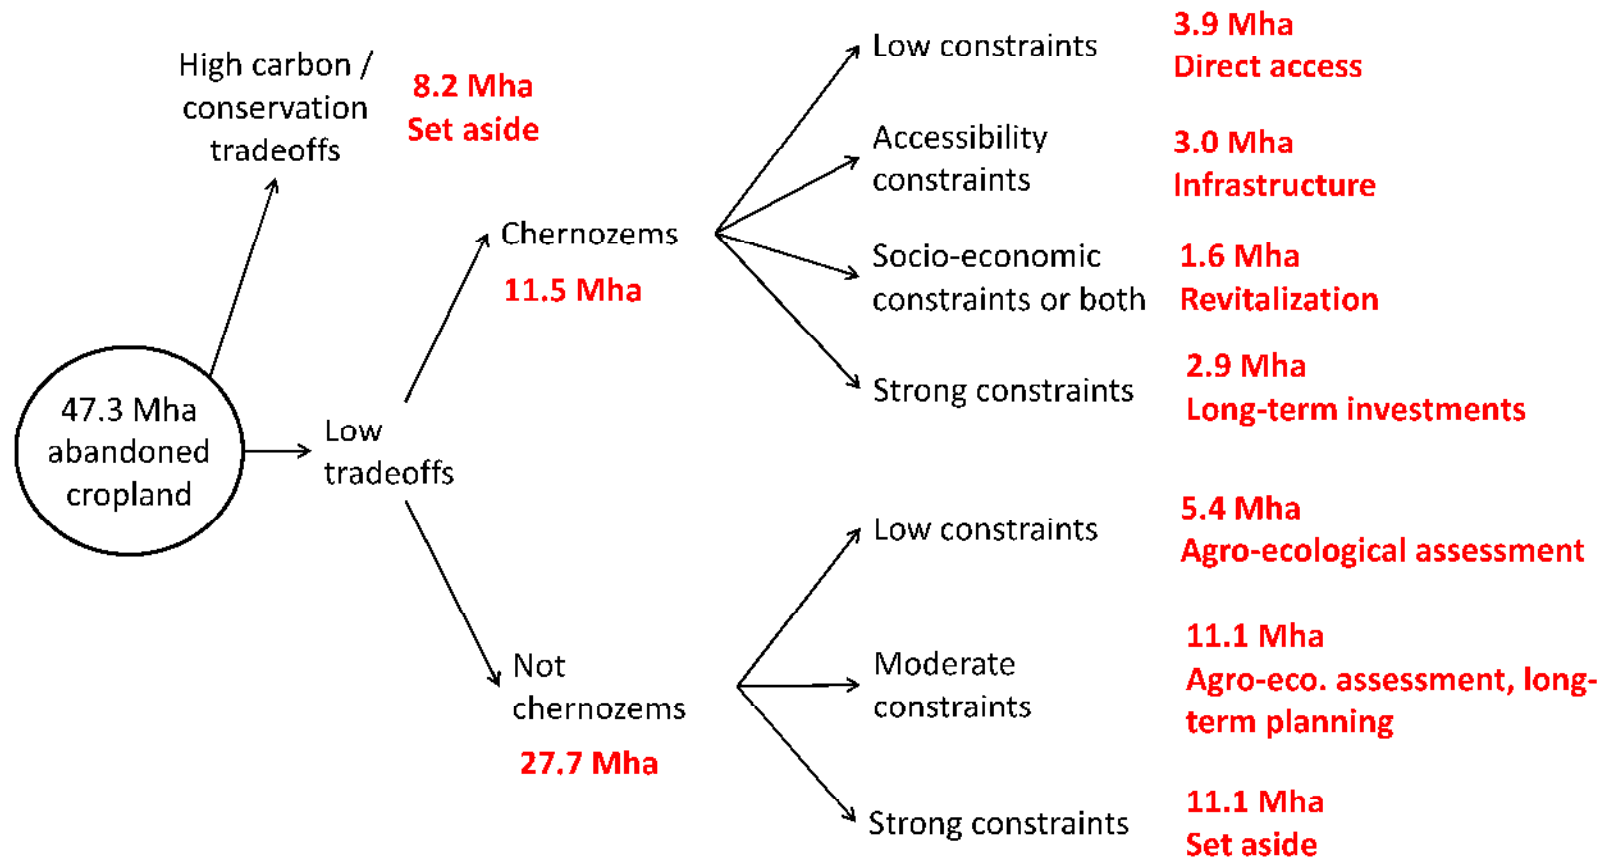 High carbon /
conservation
tradeoffs
8.2 Mha
Set aside
47.3 Mha
abandoned
cropland
Low
tradeoffs
Chernozems
11.5 Mha
Not
chernozems
27.7 Mha
Low constraints
3.9 Mha
Direct access
Accessibility
constraints
3.0 Mha
Infrastructure
Socio-economic
constraints or both
1.6 Mha
Revitalization
Strong constraints
2.9 Mha
Long-term investments
Low constraints
5.4 Mha
Agro-ecological assessment
Moderate
constraints
11.1 Mha
Agro-eco. assessment, long-
term planning
Strong constraints
11.1 Mha
Set aside